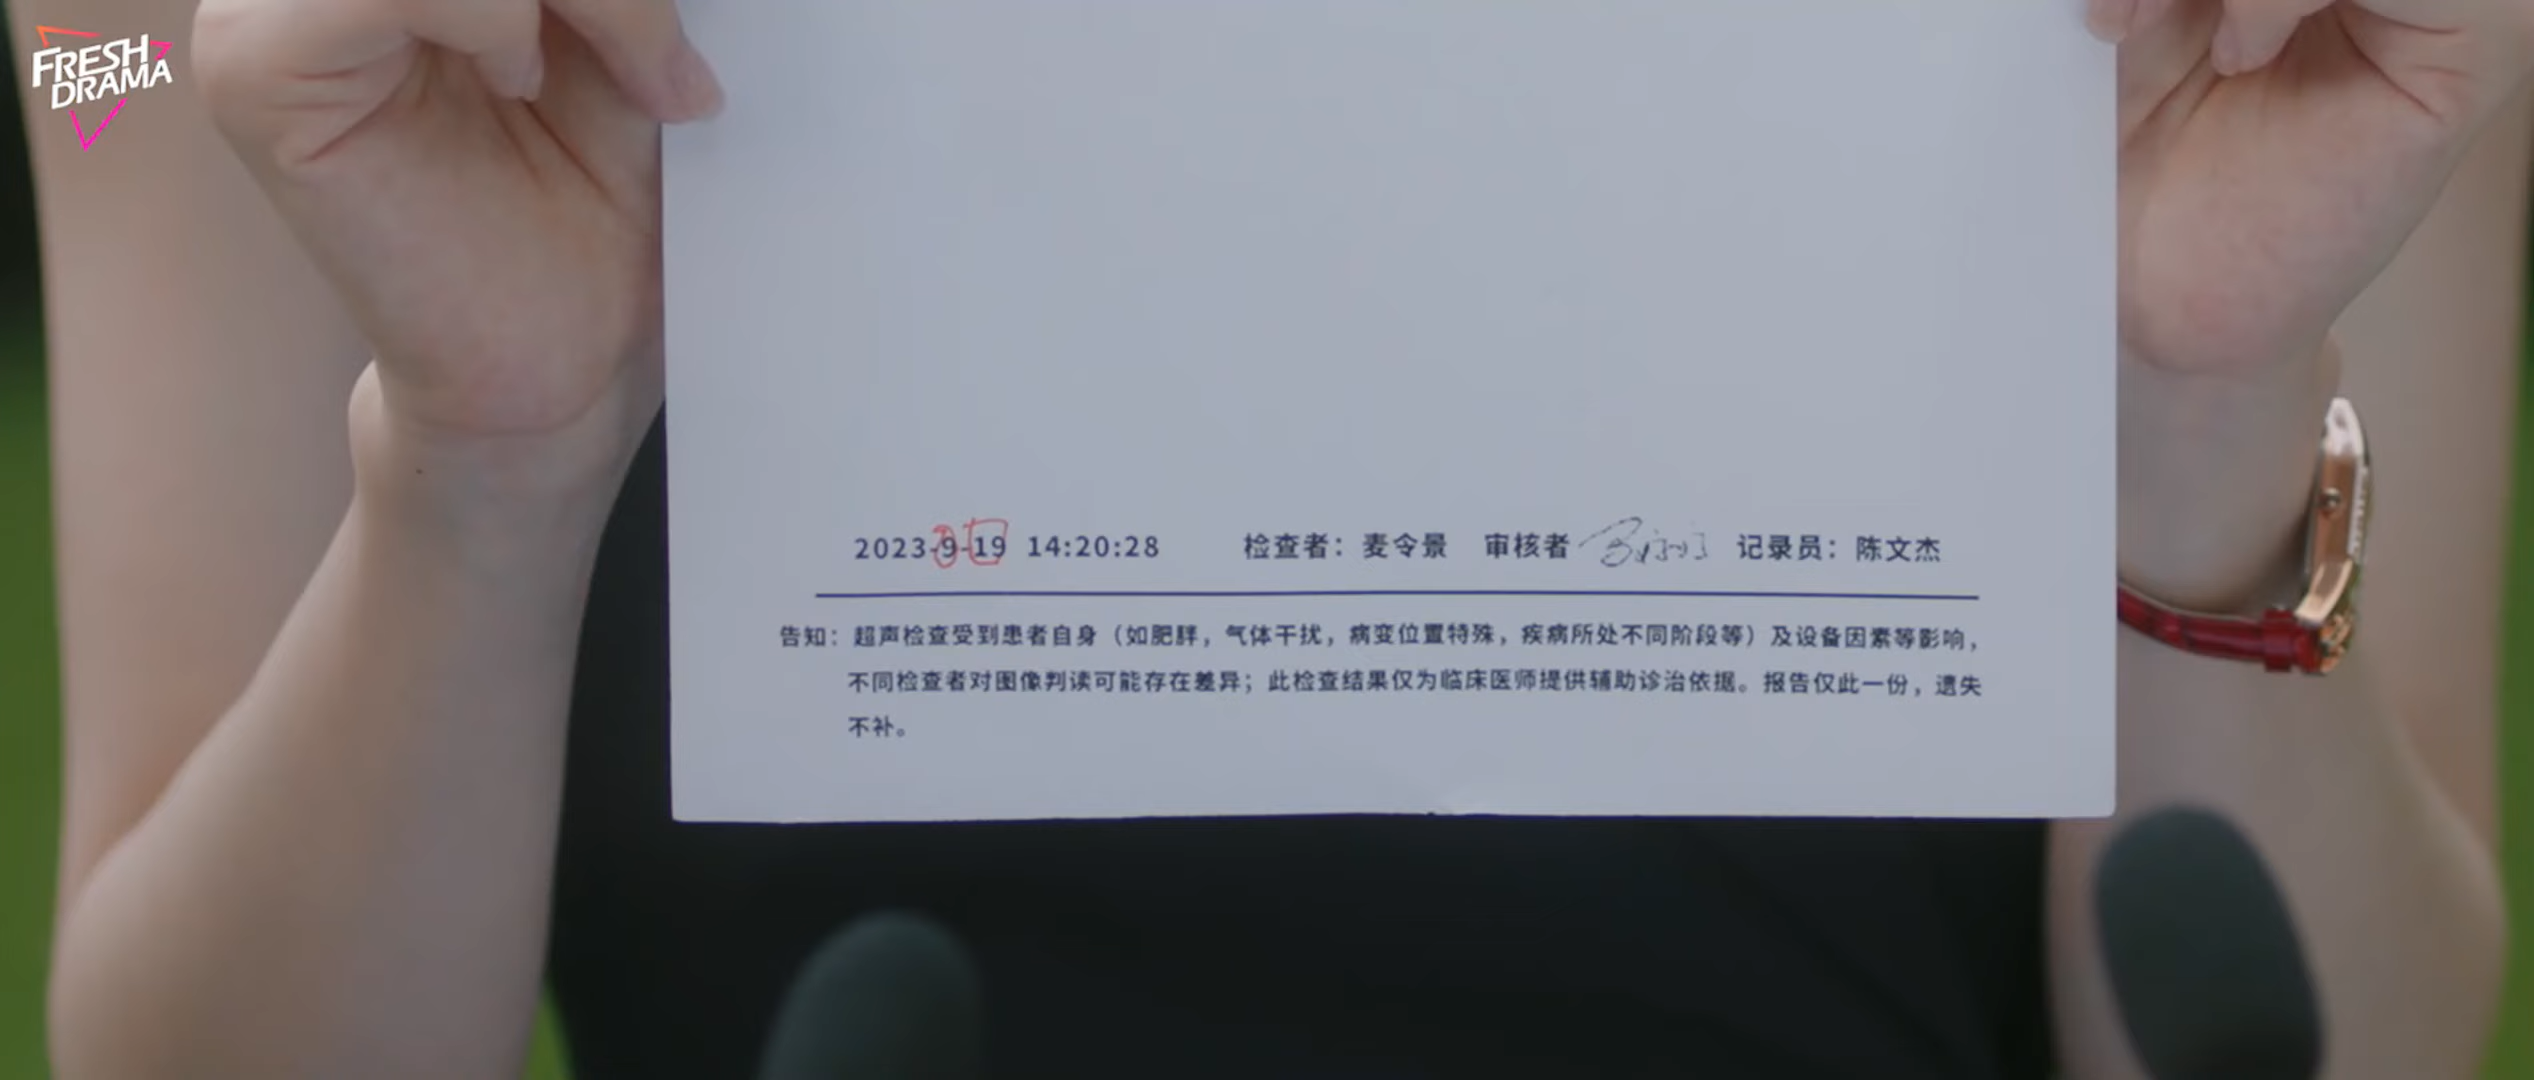 FRESH
DRAMA
2023-9-19 14:20:28 检查者：麦令景 审核者 记录员：陈文杰
告知：超声检查受到患者自身（如肥胖，气体干扰，病变位置特殊，疾病所处不同阶段等）及设备因素等影响，
不同检查者对图像判读可能存在差异；此检查结果仅为临床医师提供辅助诊治依据。报告仅此一份，遗失
不补。